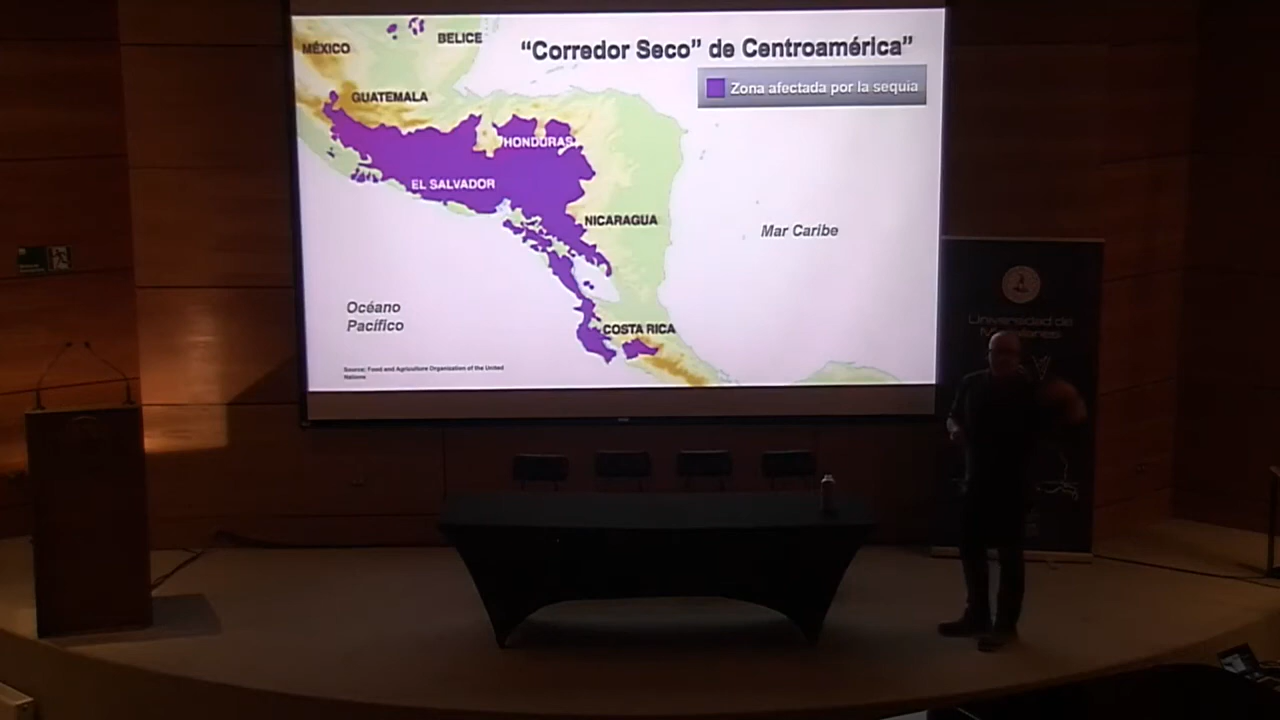 BELICE
MÉXICO
"Corredor Seco" de Centroamérica"
Zona afectada por la sequía
GUATEMALA
HONDURAS
EL SALVADOR
NICARAGUA
Mar Caribe
Océano
Pacífico
COSTA RICA
Source: Food and Agriculture Organization of the United
Nations
Universidad de